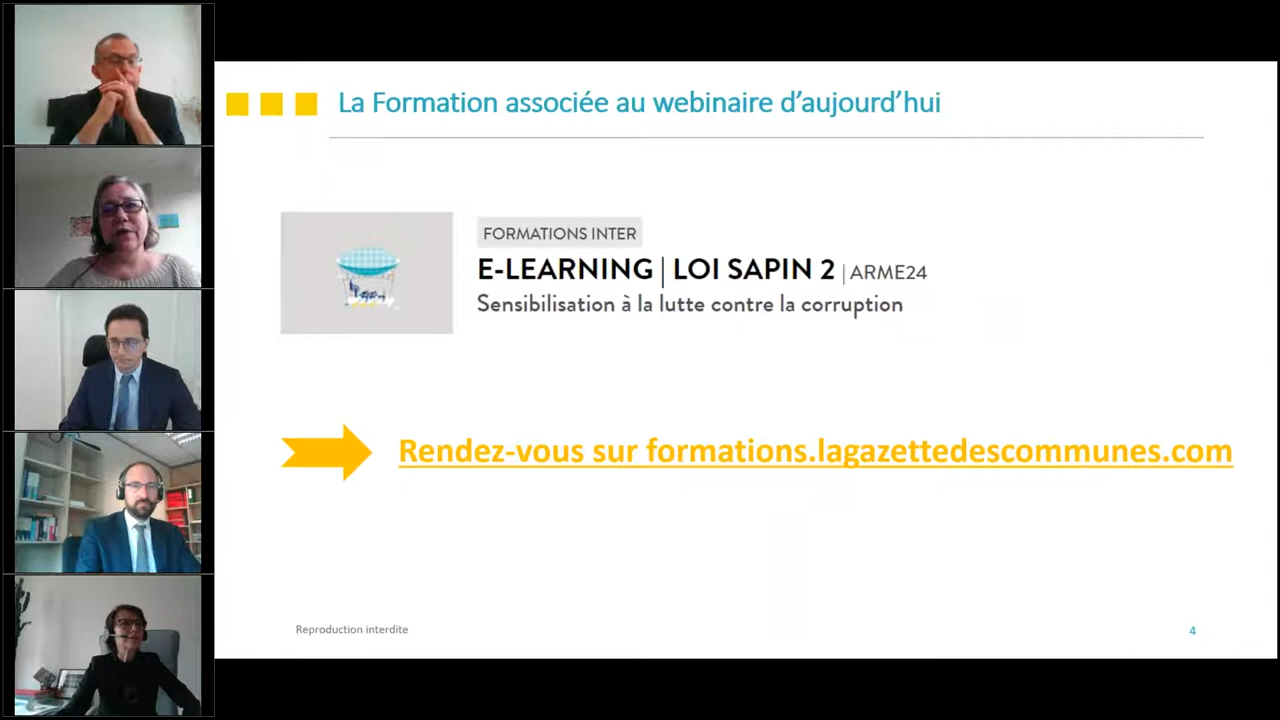 La Formation associée au webinaire d'aujourd'hui
FORMATIONS INTER
E-LEARNING | LOI SAPIN 2 | ARME24
Sensibilisation à la lutte contre la corruption
Rendez-vous sur formations.lagazettedescommunes.com
Reproduction interdite
4